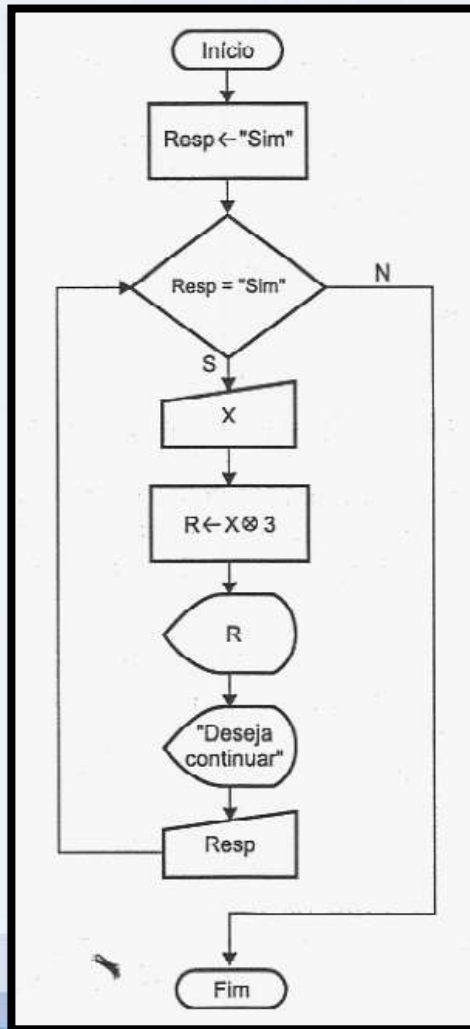 Início
Resp ← "Sim"
Resp = "Sim"
N
S
X
R ← X ⊗ 3
R
"Deseja
continuar"
Resp
Fim